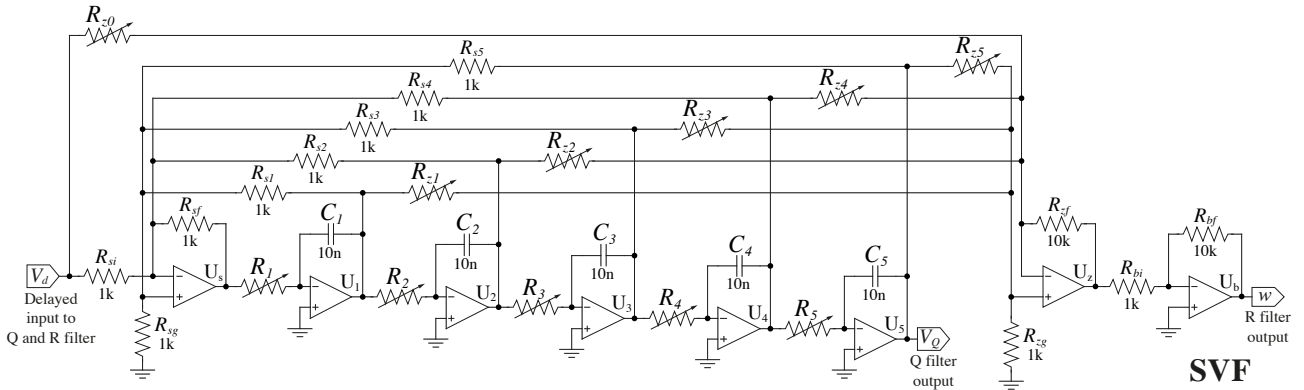 R_z0
R_s5
1k
R_z5
R_s4
1k
R_z4
R_s3
1k
R_z3
R_s2
1k
R_z2
R_s1
1k
R_z1
R_sf
1k
C_1
10n
C_2
10n
C_3
10n
C_4
10n
C_5
10n
R_zf
10k
R_bf
10k
V_d
Delayed
input to
Q and R filter
R_si
1k
−
+
U_s
R_1
−
+
U_1
R_2
−
+
U_2
R_3
−
+
U_3
R_4
−
+
U_4
R_5
−
+
U_5
V_Q
Q filter
output
R_sg
1k
−
+
U_z
R_bi
1k
−
+
U_b
w
R filter
output
R_zg
1k
SVF